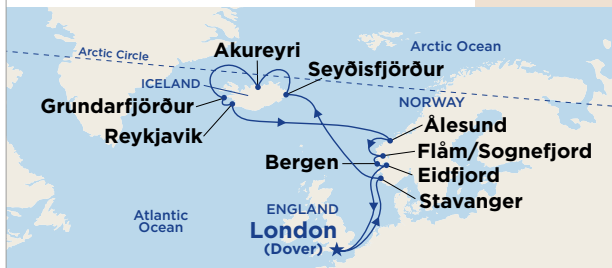 Arctic Circle
Akureyri
Arctic Ocean
Seyðisfjörður
ICELAND
Grundarfjörður
NORWAY
Reykjavik
Ålesund
Flåm/Sognefjord
Bergen
Eidfjord
Stavanger
Atlantic
Ocean
ENGLAND
London
(Dover)